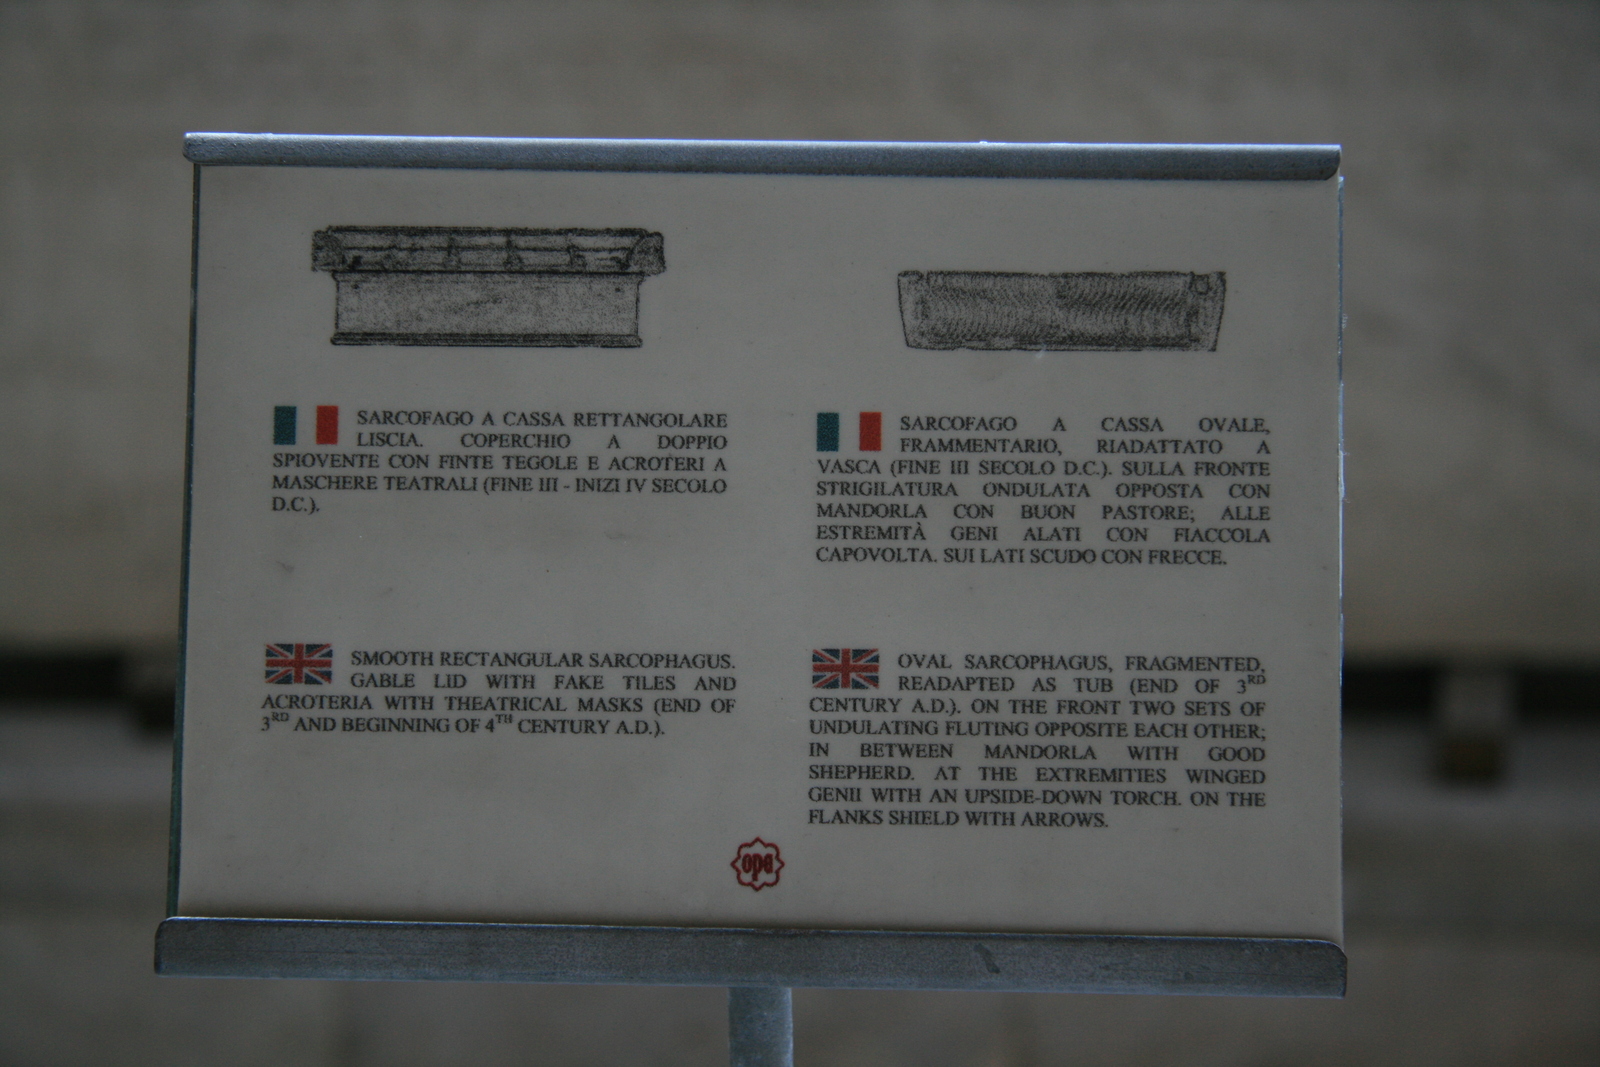 SARCOFAGO A CASSA RETTANGOLARE
LISCIA. COPERCHIO A DOPPIO
SPIOVENTE CON FINTE TEGOLE E ACROTERI A
MASCHERE TEATRALI (FINE III - INIZI IV SECOLO
D.C.).
SMOOTH RECTANGULAR SARCOPHAGUS.
GABLE LID WITH FAKE TILES AND
ACROTERIA WITH THEATRICAL MASKS (END OF
3RD AND BEGINNING OF 4TH CENTURY A.D.).
SARCOFAGO A CASSA OVALE,
FRAMMENTARIO, RIADATTATO A
VASCA (FINE III SECOLO D.C.). SULLA FRONTE
STRIGILATURA ONDULATA OPPOSTA CON
MANDORLA CON BUON PASTORE; ALLE
ESTREMITÀ GENI ALATI CON FIACCOLA
CAPOVOLTA. SUI LATI SCUDO CON FRECCE.
OVAL SARCOPHAGUS, FRAGMENTED,
READAPTED AS TUB (END OF 3RD
CENTURY A.D.). ON THE FRONT TWO SETS OF
UNDULATING FLUTING OPPOSITE EACH OTHER;
IN BETWEEN MANDORLA WITH GOOD
SHEPHERD. AT THE EXTREMITIES WINGED
GENII WITH AN UPSIDE-DOWN TORCH. ON THE
FLANKS SHIELD WITH ARROWS.
opa